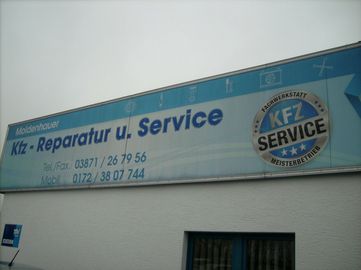 Moldenhauer
Kfz - Reparatur u. Service
Tel./Fax.: 03871 / 26 79 56
Mobil.: 0172 / 38 07 744
FACHWERKSTATT
KFZ
SERVICE
MEISTERBETRIEB